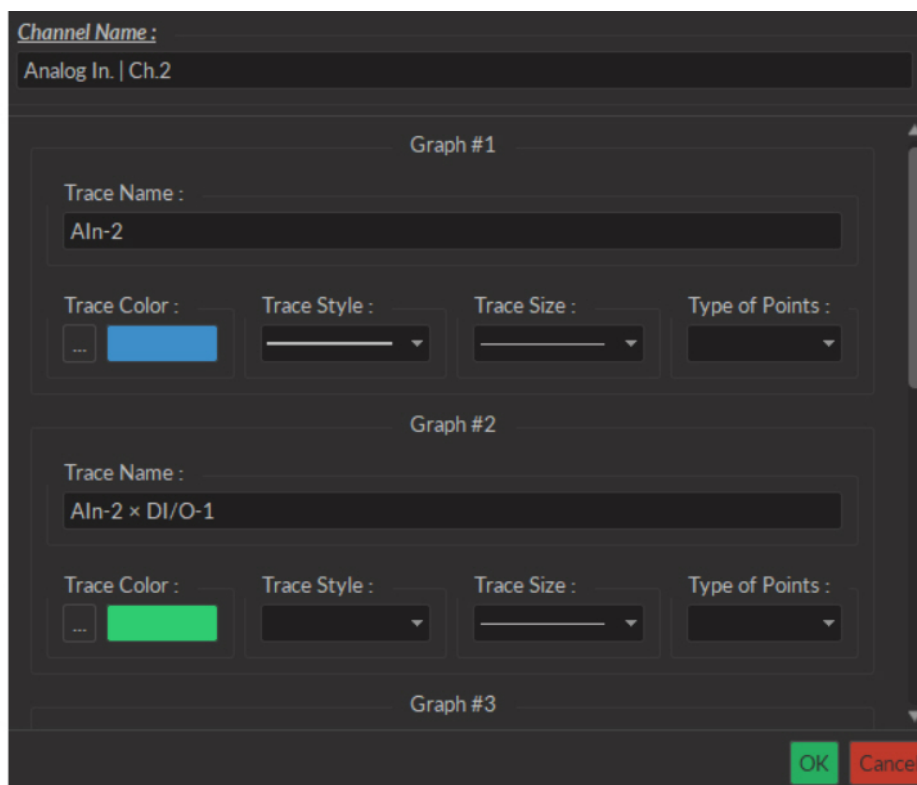 Channel Name :
Analog In. | Ch.2
Graph #1
Trace Name :
AIn-2
Trace Color : Trace Style : Trace Size : Type of Points :
...
Graph #2
Trace Name :
AIn-2 × DI/O-1
Trace Color : Trace Style : Trace Size : Type of Points :
...
Graph #3
OK Cancel